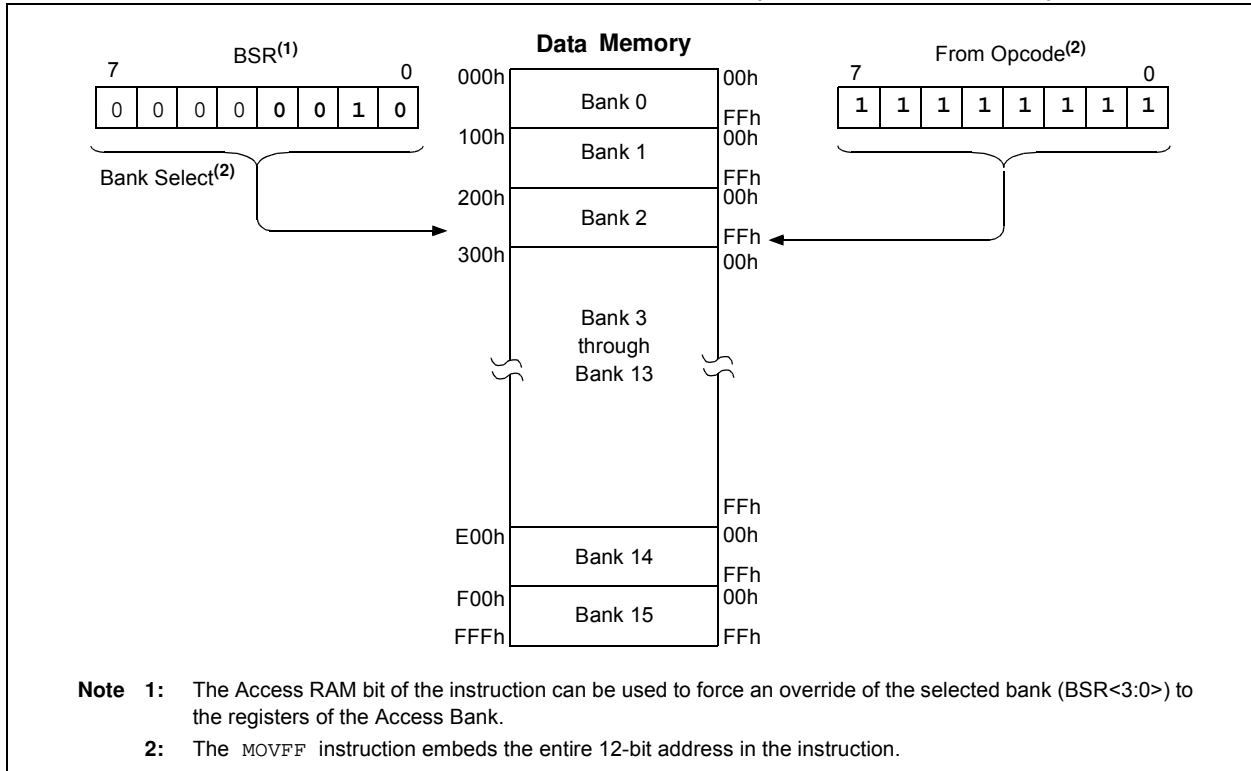 Data Memory
BSR(1)
7 0
0 0 0 0 0 0 1 0
Bank Select(2)
From Opcode(2)
7 0
1 1 1 1 1 1 1 1
000h Bank 0 00h
FFh
100h Bank 1 00h
FFh
200h Bank 2 00h
FFh
300h 00h
Bank 3
through
Bank 13
FFh
E00h Bank 14 00h
FFh
F00h Bank 15 00h
FFFh FFh
Note 1: The Access RAM bit of the instruction can be used to force an override of the selected bank (BSR<3:0>) to
the registers of the Access Bank.
2: The MOVFF instruction embeds the entire 12-bit address in the instruction.